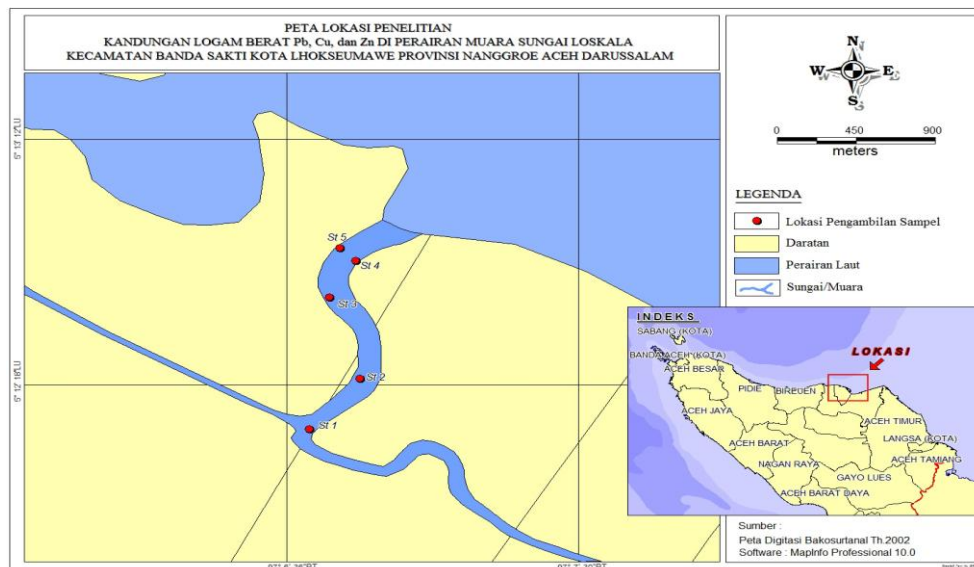 PETA LOKASI PENELITIAN
KANDUNGAN LOGAM BERAT Pb, Cu, dan Zn DI PERAIRAN MUARA SUNGAI LOSKALA
KECAMATAN BANDA SAKTI KOTA LHOKSEUMAWE PROVINSI NANGGROE ACEH DARUSSALAM
N
W E
S
0 450 900
meters
LEGENDA
Lokasi Pengambilan Sampel
Daratan
Perairan Laut
Sungai/Muara
St 5
St 4
St 3
St 2
St 1
INDEKS
SABANG (KOTA)
BANDA ACEH (KOTA)
ACEH BESAR
PIDIE
BIREUEN
LOKASI
ACEH JAYA
ACEH BARAT
ACEH TIMUR
LANGSA (KOTA)
ACEH TAMIANG
NAGAN RAYA
GAYO LUES
ACEH BARAT DAYA
Sumber :
Peta Digitasi Bakosurtanal Th.2002
Software : MapInfo Professional 10.0